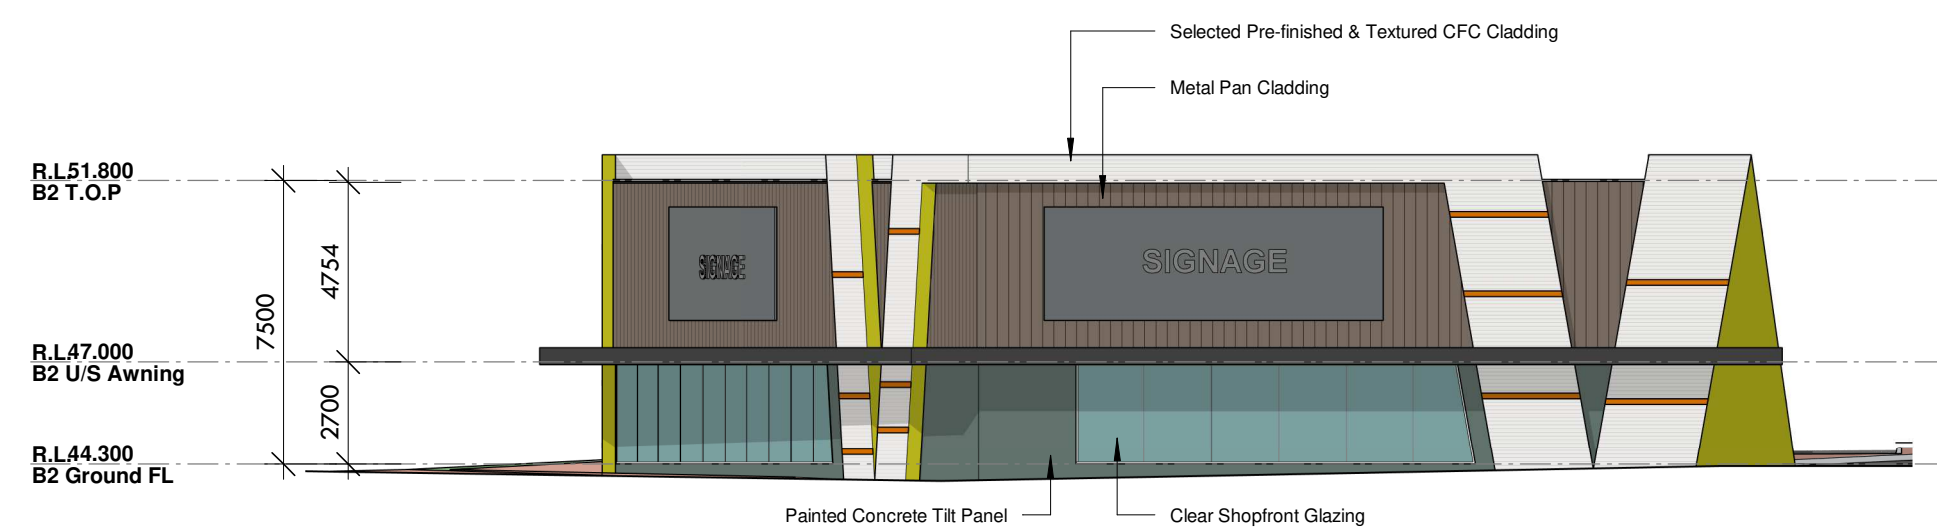 Selected Pre-finished & Textured CFC Cladding
Metal Pan Cladding
R.L51.800
B2 T.O.P
SIGNAGE
SIGNAGE
4754
7500
R.L47.000
B2 U/S Awning
2700
R.L44.300
B2 Ground FL
Painted Concrete Tilt Panel
Clear Shopfront Glazing